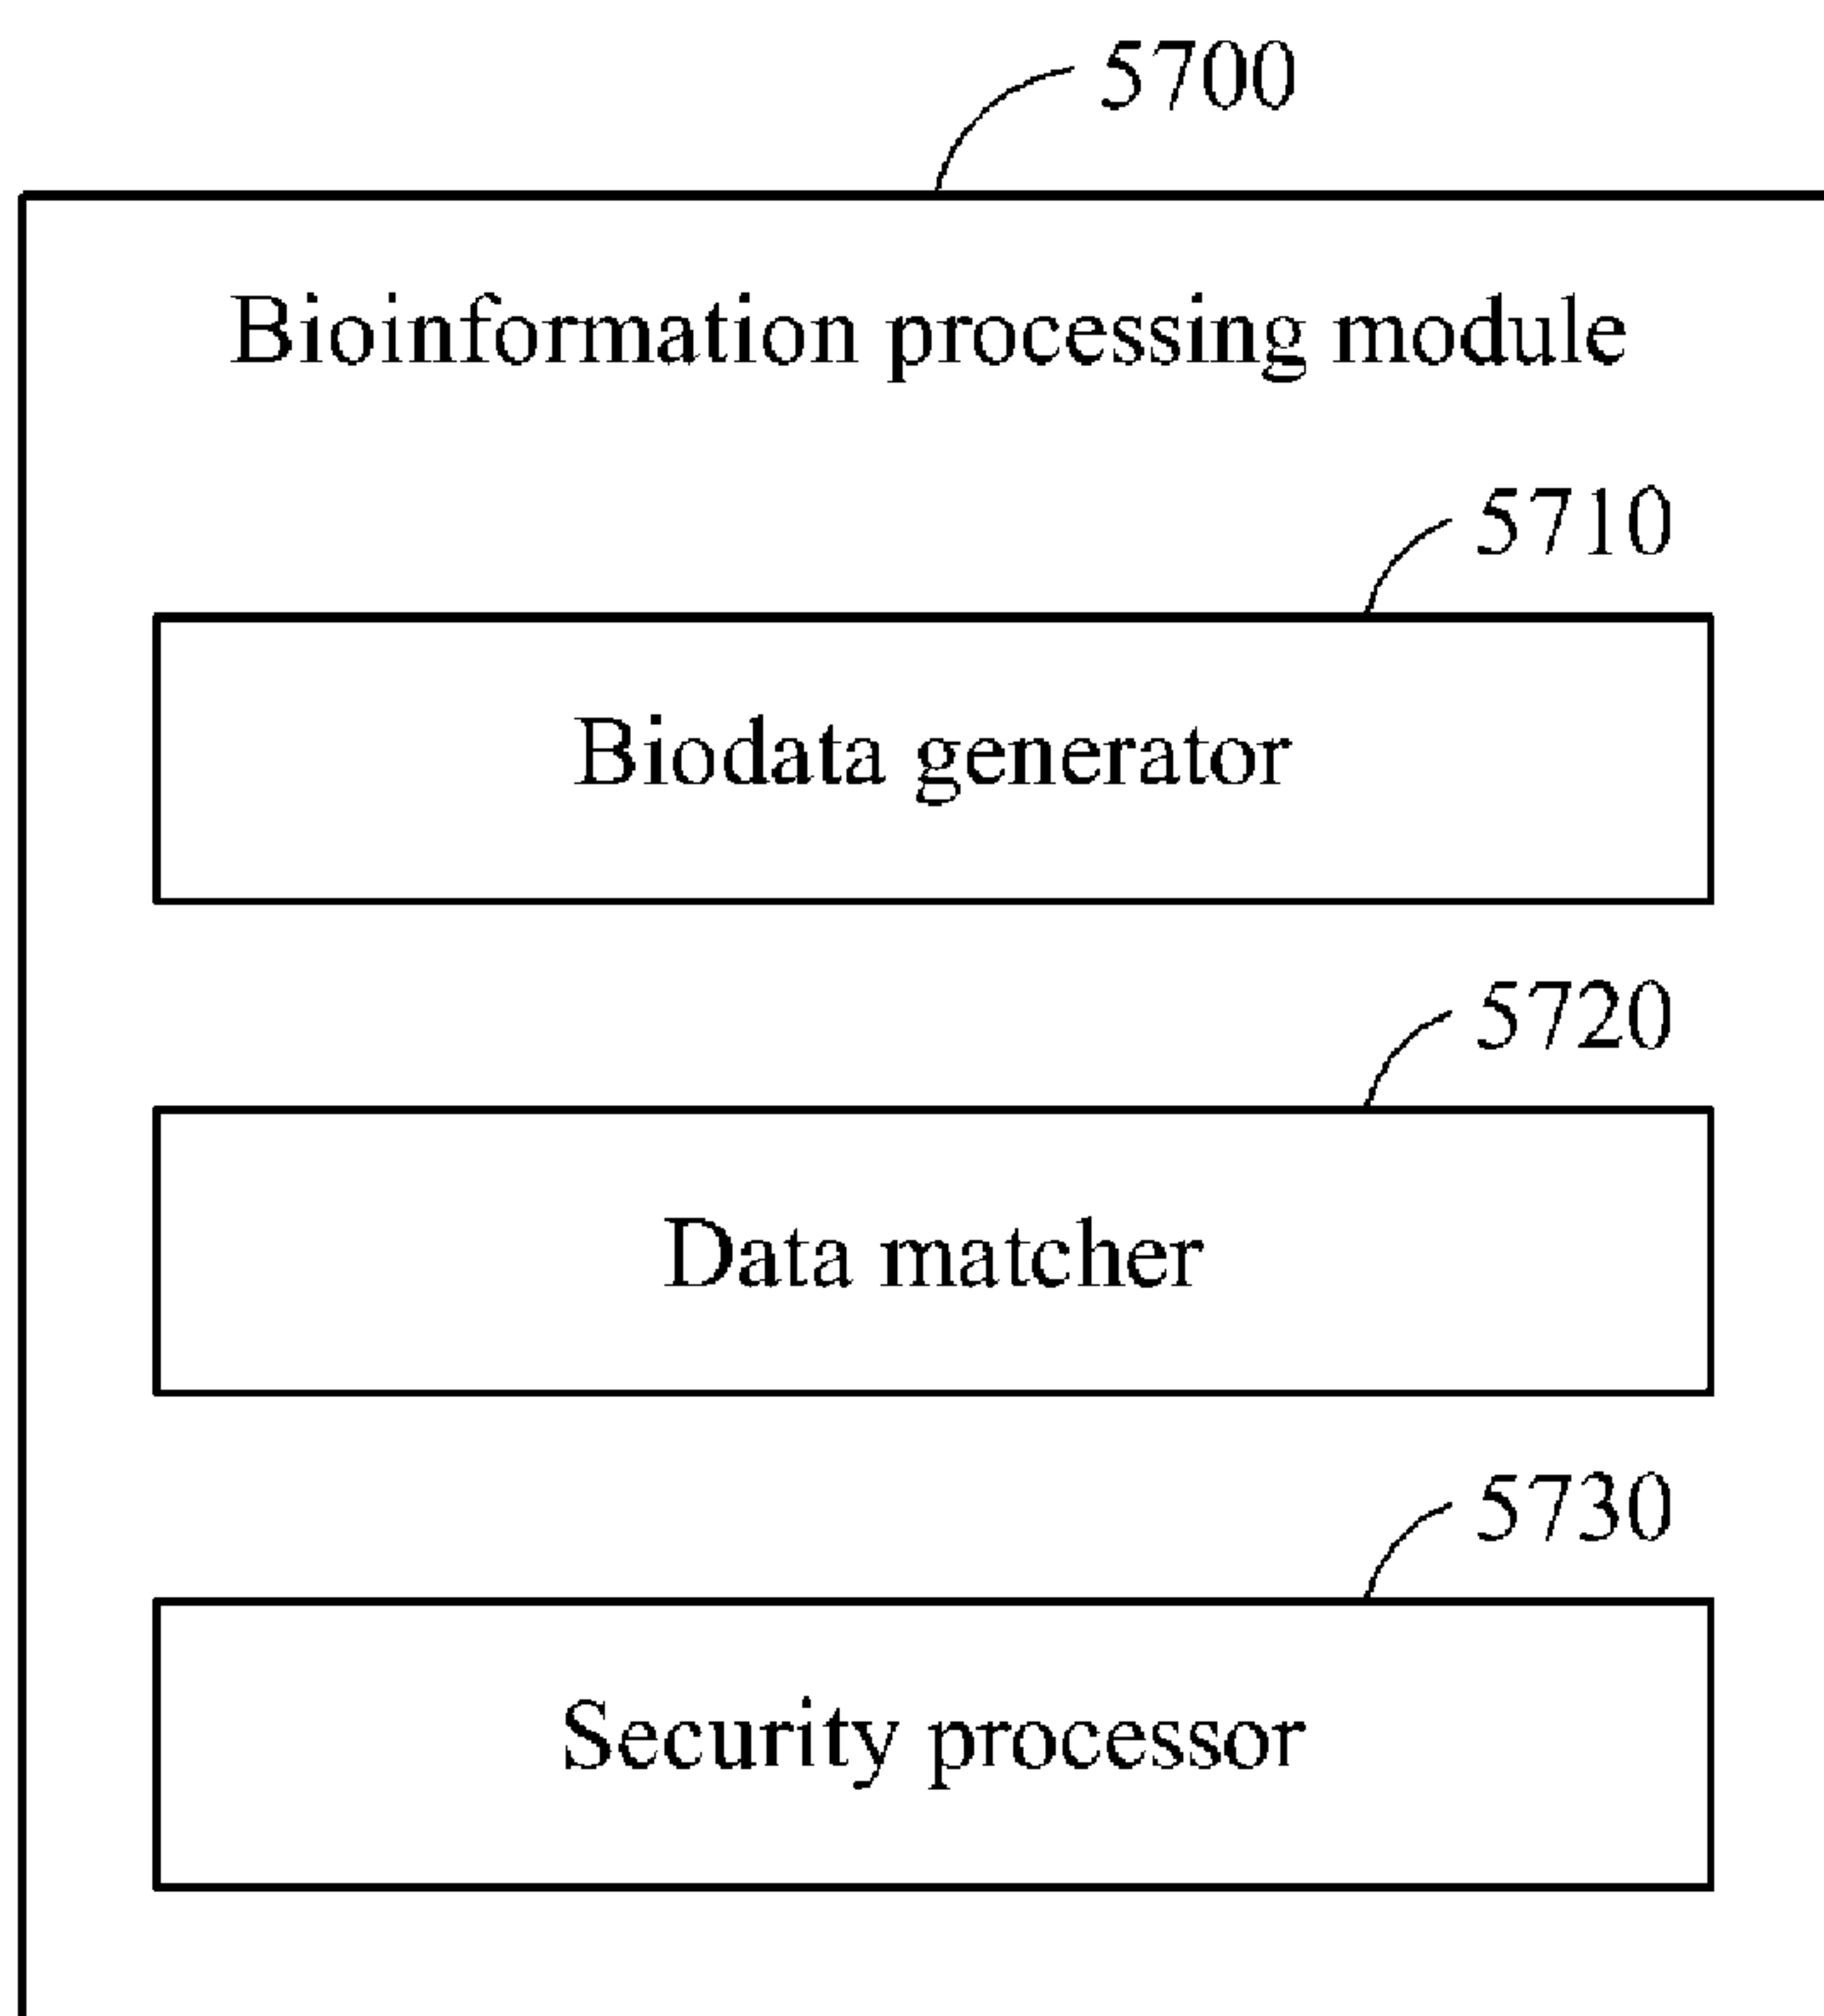 5700
Bioinformation processing module
5710
Biodata generator
5720
Data matcher
5730
Security processor